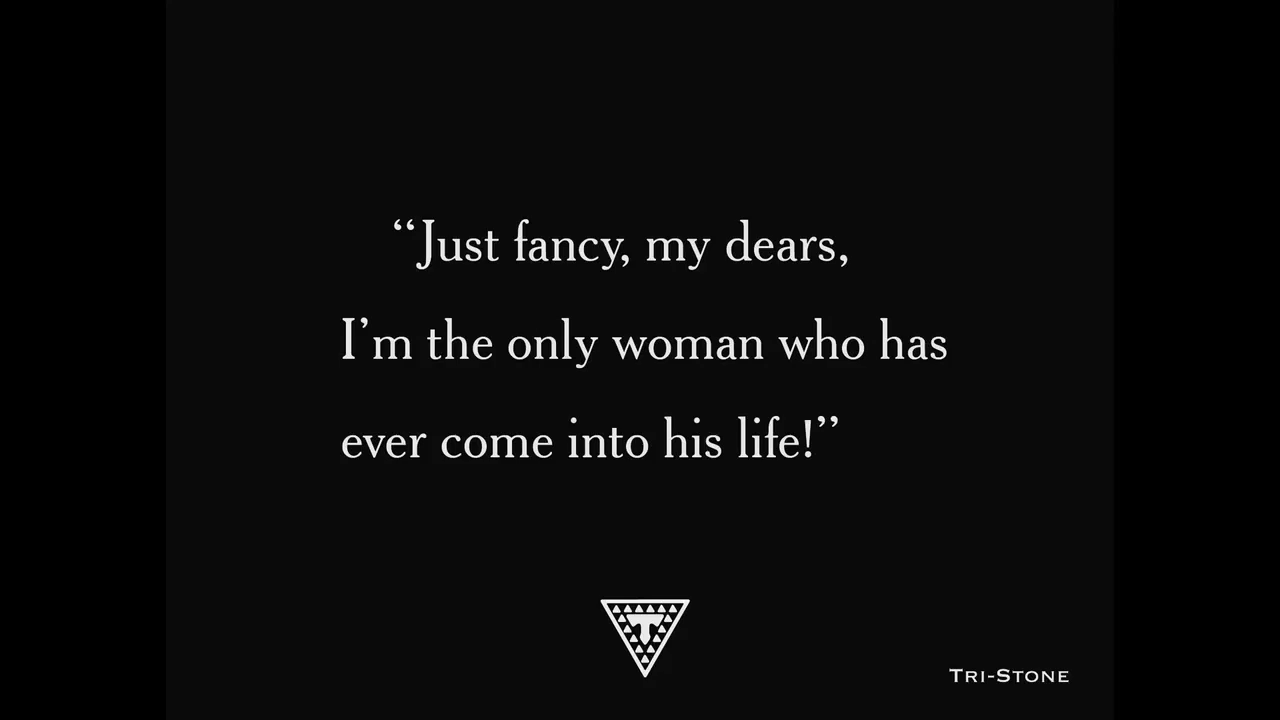 “Just fancy, my dears,
I’m the only woman who has
ever come into his life!”
T
TRI-STONE